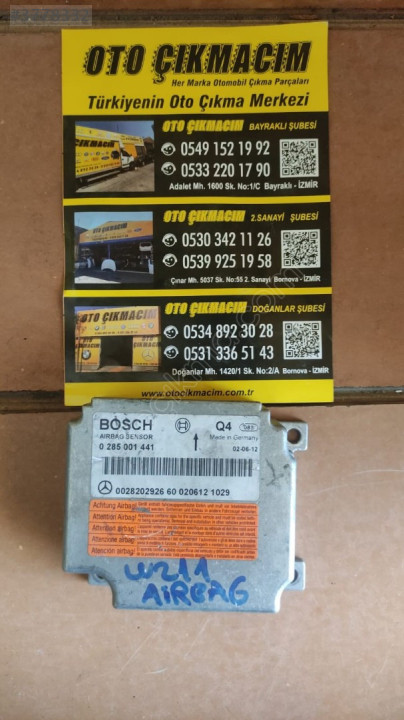 OTO ÇIKMACIM
Her Marka Otomobil Çıkma Parçaları
Türkiyenin Oto Çıkma Merkezi
OTO ÇIKMACIM BAYRAKLI ŞUBESİ
0549 152 19 92
0533 220 17 90
Adalet Mh. 1600 Sk. No:1/C Bayraklı - İZMİR
OTO ÇIKMACIM 2.SANAYİ ŞUBESİ
0530 342 11 26
0539 925 19 58
Çınar Mh. 5037 Sk. No:55 2. Sanayi Bornova - İZMİR
OTO ÇIKMACIM DOĞANLAR ŞUBESİ
0534 892 30 28
0531 336 51 43
Doğanlar Mh. 1420/1 Sk. No:2/A Bornova - İZMİR
www.otocikmacim.com.tr
BOSCH
AIRBAG SENSOR
0 285 001 441
Q4
Made in Germany
02-06-12
0028202926 60 020612 1029
Achtung Airbag!
Attention Airbag!
Attention Airbag!
Attention
Attenzione airbag!
Atención airbag!
W211
AIRBAG